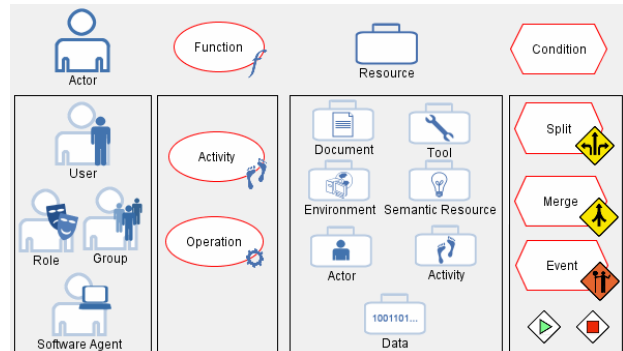 Actor
Function
Resource
Condition
User
Role
Group
Software Agent
Activity
Operation
Document
Tool
Environment
Semantic Resource
Actor
Activity
1001101...
Data
Split
Merge
Event